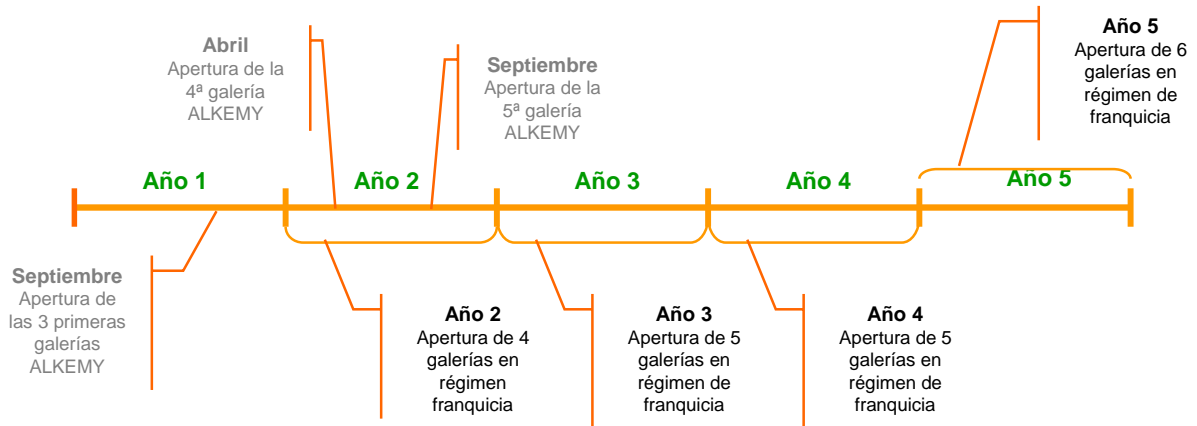 Abril
Apertura de la
4ª galería
ALKEMY
Septiembre
Apertura de la
5ª galería
ALKEMY
Año 5
Apertura de 6
galerías en
régimen de
franquicia
Año 1
Año 2
Año 3
Año 4
Año 5
Septiembre
Apertura de
las 3 primeras
galerías
ALKEMY
Año 2
Apertura de 4
galerías en
régimen
franquicia
Año 3
Apertura de 5
galerías en
régimen de
franquicia
Año 4
Apertura de 5
galerías en
régimen de
franquicia